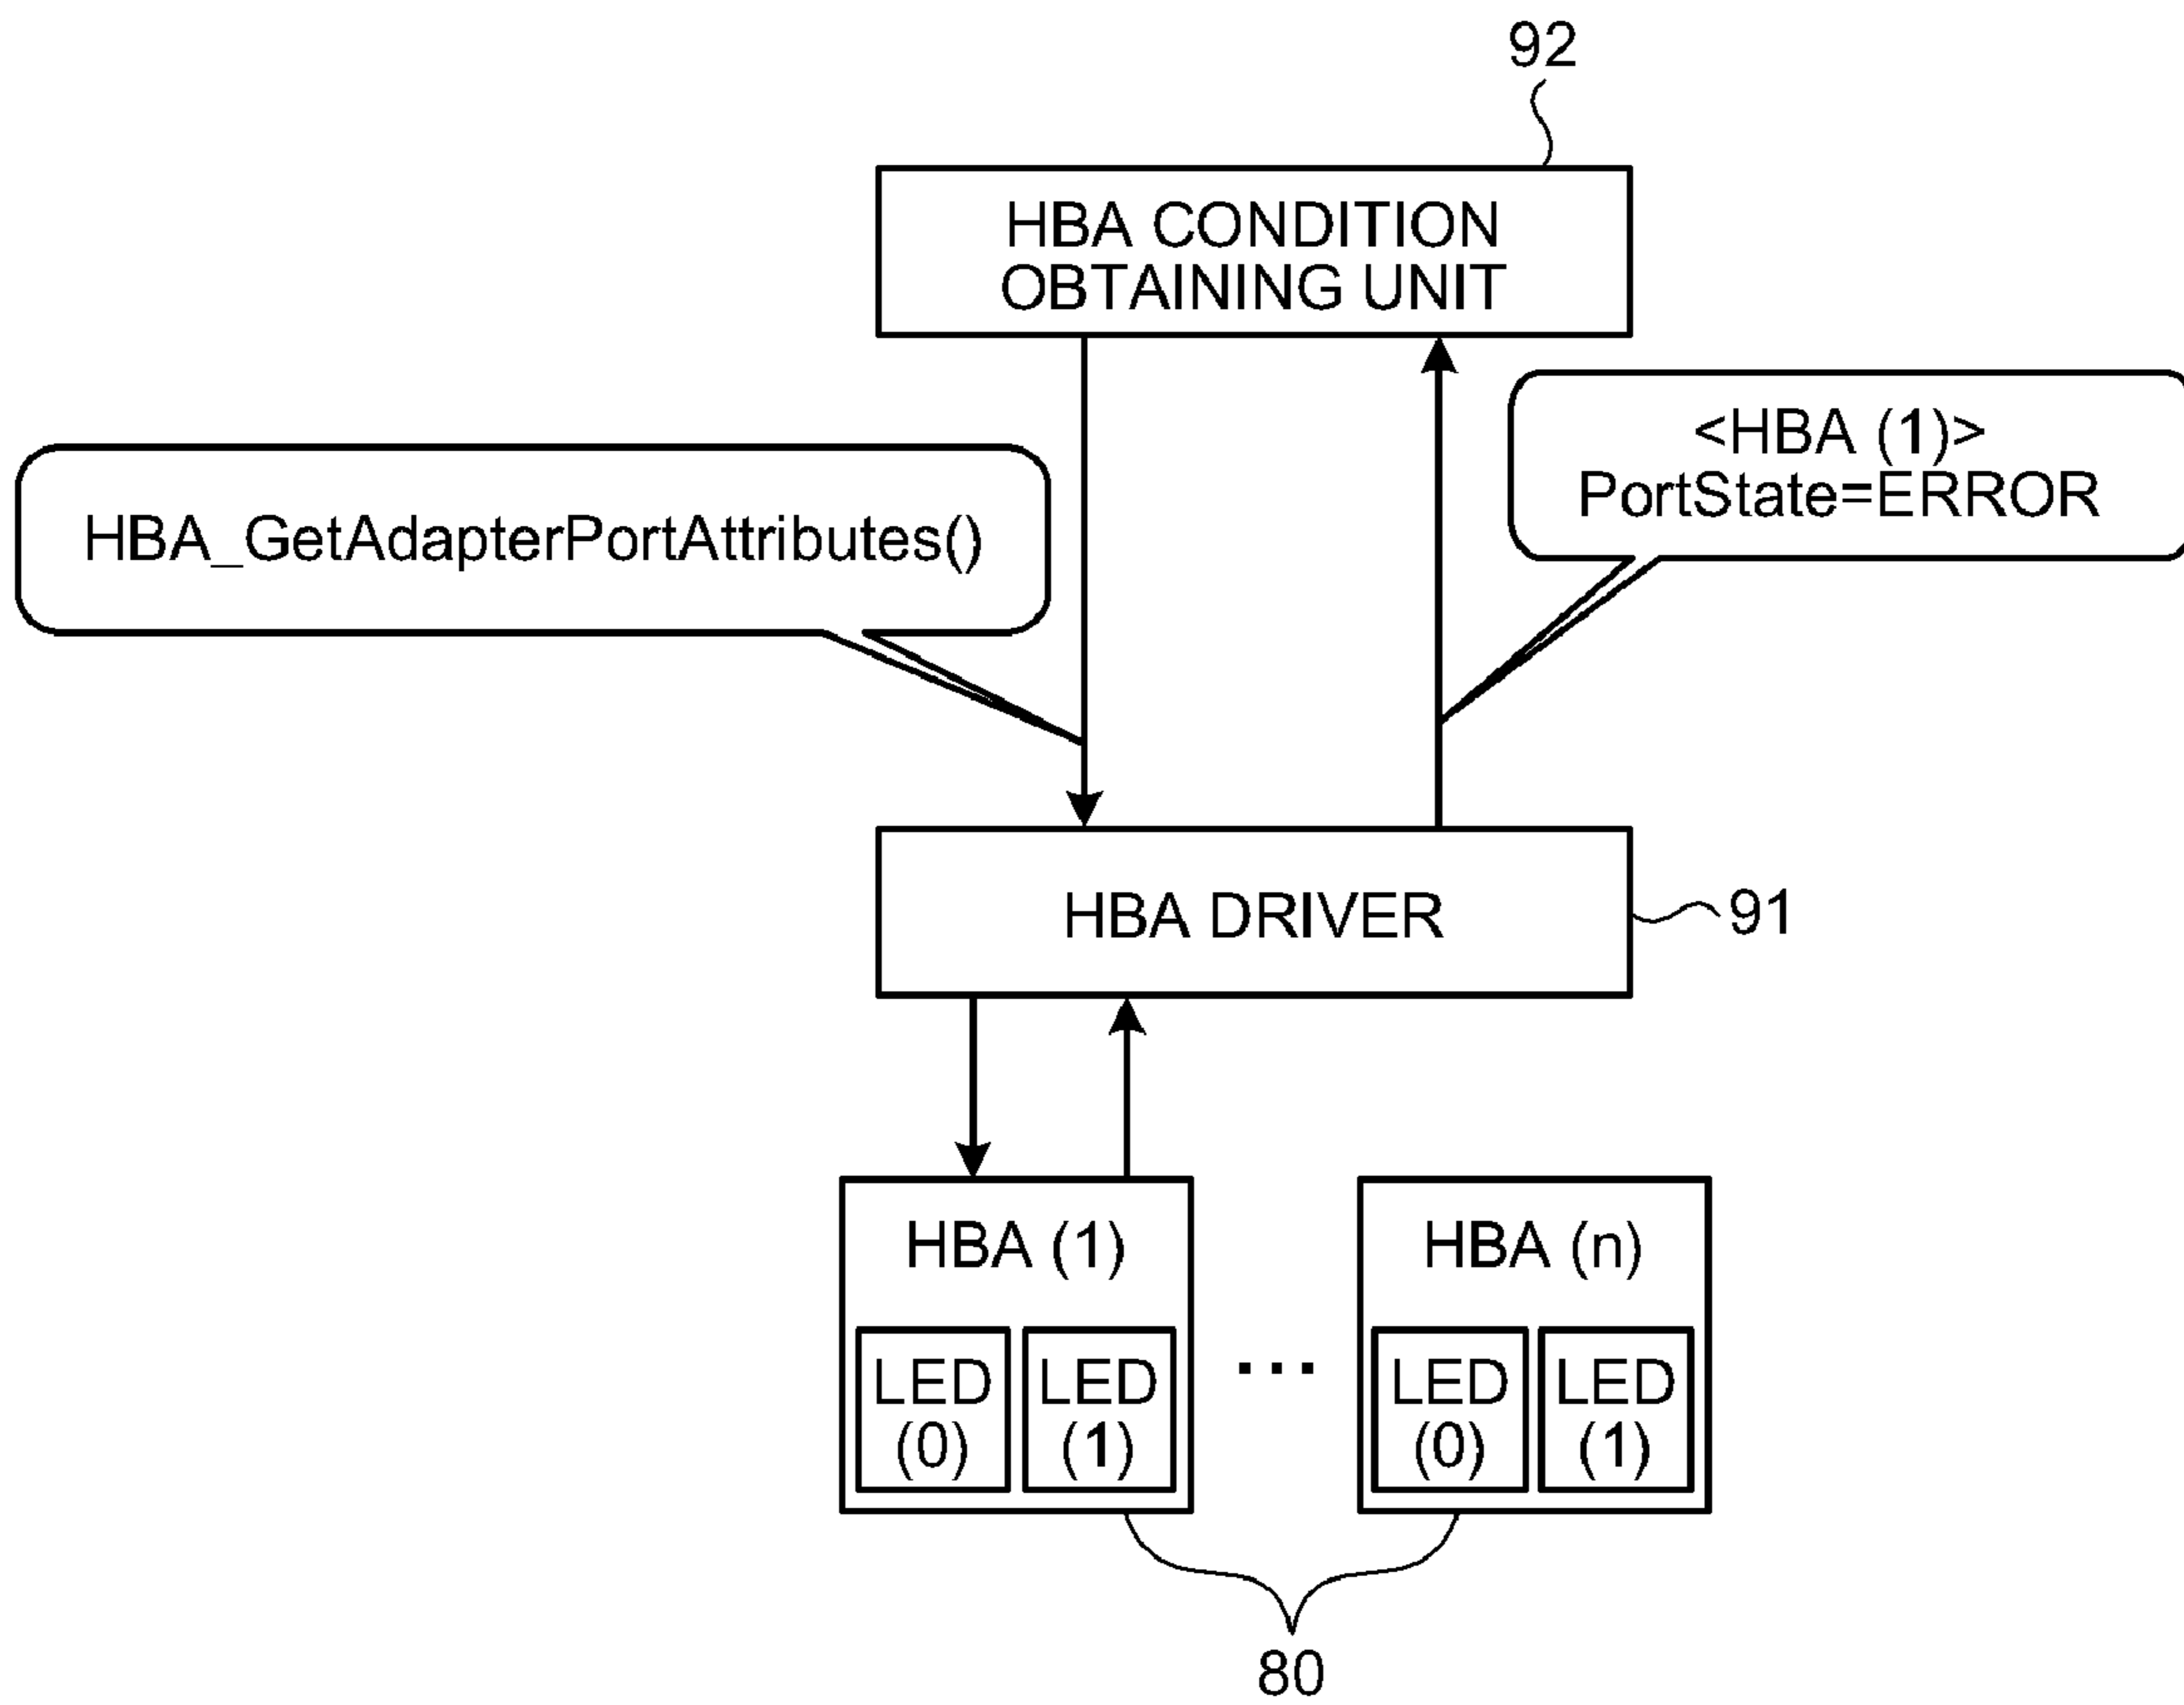 92
HBA CONDITION
OBTAINING UNIT
<HBA (1)>
PortState=ERROR
HBA_GetAdapterPortAttributes()
HBA DRIVER
91
HBA (1)
HBA (n)
LED
(0)
LED
(1)
...
LED
(0)
LED
(1)
80